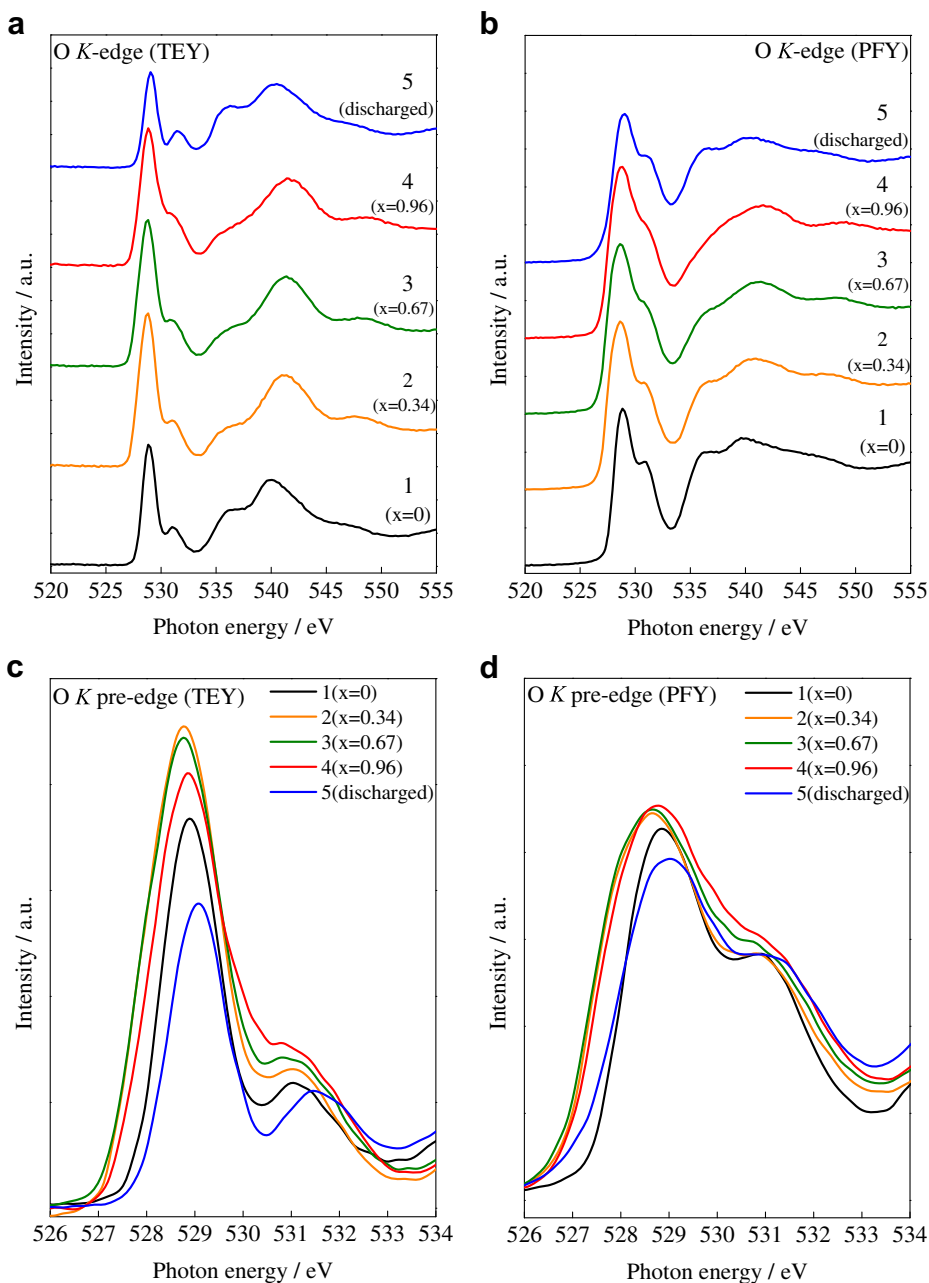 a
O K-edge (TEY)
5
(discharged)
4
(x=0.96)
3
(x=0.67)
2
(x=0.34)
1
(x=0)
Intensity / a.u.
520 525 530 535 540 545 550 555
Photon energy / eV
b
O K-edge (PFY)
5
(discharged)
4
(x=0.96)
3
(x=0.67)
2
(x=0.34)
1
(x=0)
Intensity / a.u.
520 525 530 535 540 545 550 555
Photon energy / eV
c
O K pre-edge (TEY)
1(x=0)
2(x=0.34)
3(x=0.67)
4(x=0.96)
5(discharged)
Intensity / a.u.
526 527 528 529 530 531 532 533 534
Photon energy / eV
d
O K pre-edge (PFY)
1(x=0)
2(x=0.34)
3(x=0.67)
4(x=0.96)
5(discharged)
Intensity / a.u.
526 527 528 529 530 531 532 533 534
Photon energy / eV